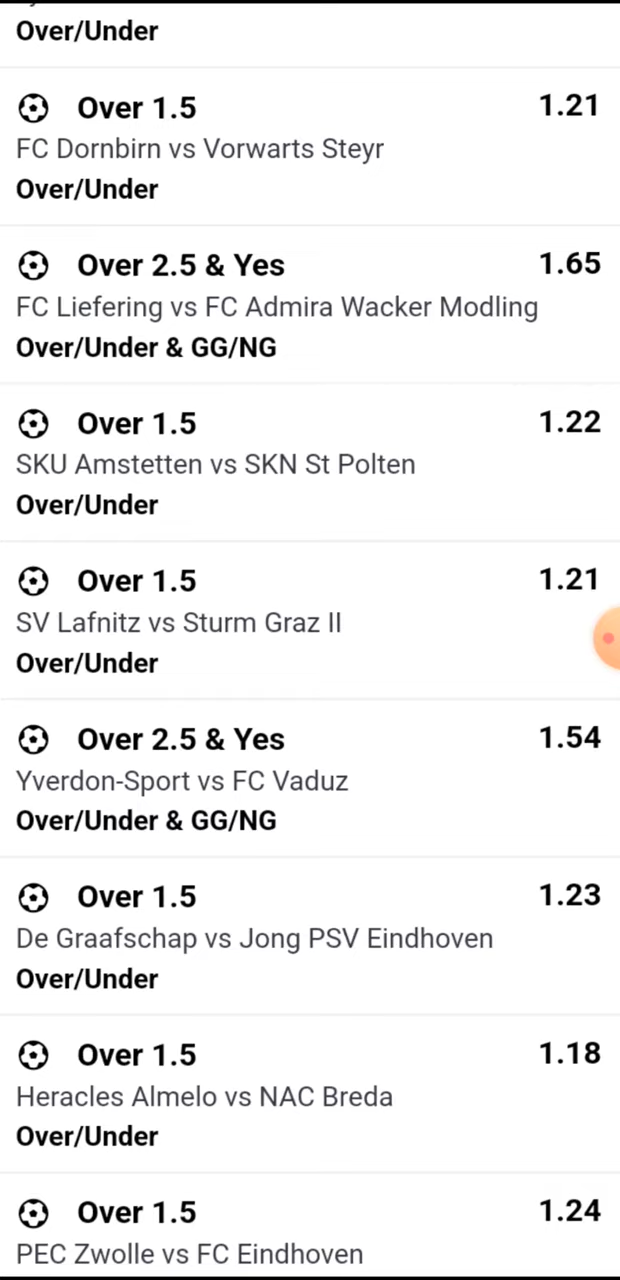 Over/Under
Over 1.5 1.21
FC Dornbirn vs Vorwarts Steyr
Over/Under
Over 2.5 & Yes 1.65
FC Liefering vs FC Admira Wacker Modling
Over/Under & GG/NG
Over 1.5 1.22
SKU Amstetten vs SKN St Polten
Over/Under
Over 1.5 1.21
SV Lafnitz vs Sturm Graz II
Over/Under
Over 2.5 & Yes 1.54
Yverdon-Sport vs FC Vaduz
Over/Under & GG/NG
Over 1.5 1.23
De Graafschap vs Jong PSV Eindhoven
Over/Under
Over 1.5 1.18
Heracles Almelo vs NAC Breda
Over/Under
Over 1.5 1.24
PEC Zwolle vs FC Eindhoven